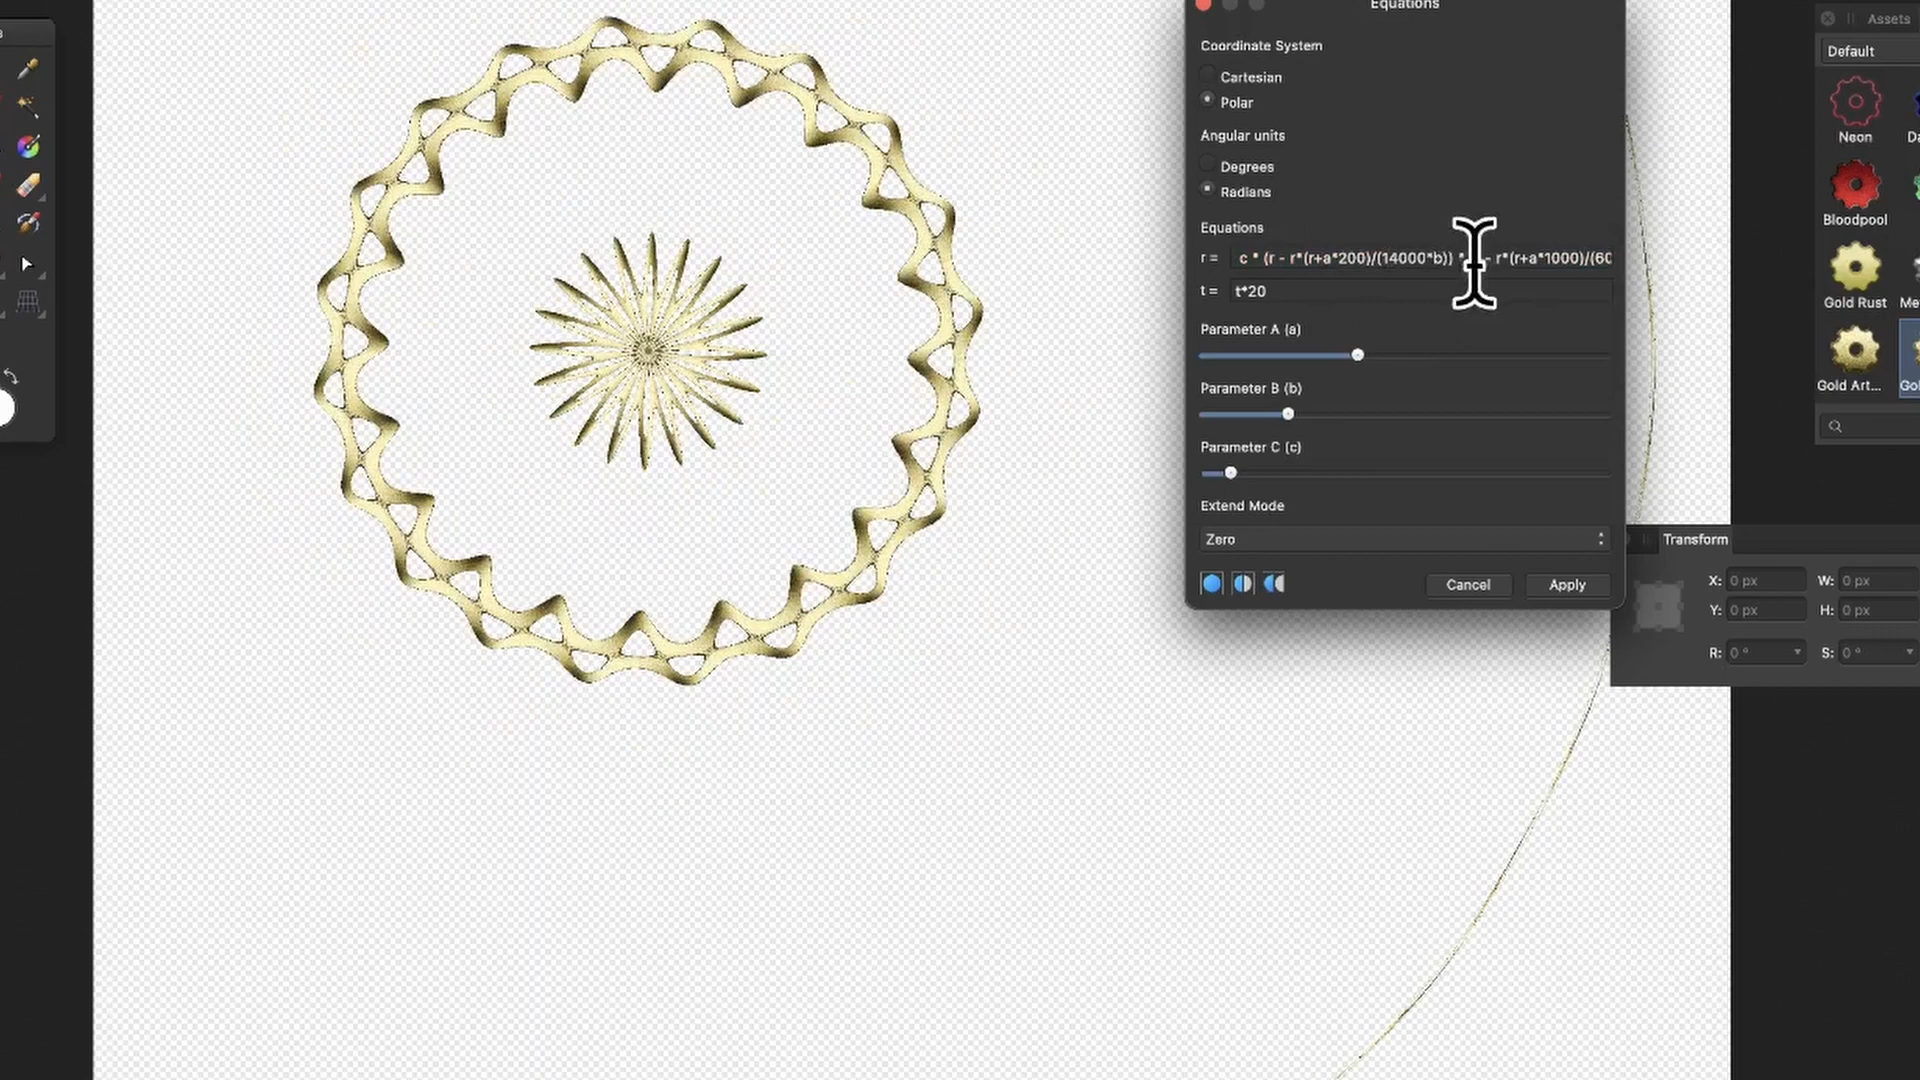 Equations
Coordinate System
Cartesian
Polar
Angular units
Degrees
Radians
Equations
r = c * (r - r*(r+a*200)/(14000*b)) - r*(r+a*1000)/(60
t = t*20
Parameter A (a)
Parameter B (b)
Parameter C (c)
Extend Mode
Zero
Cancel Apply
Assets
Default
Neon
Bloodpool
Gold Rust
Gold Art...
Transform
X: 0 px W: 0 px
Y: 0 px H: 0 px
R: 0 ° S: 0 °